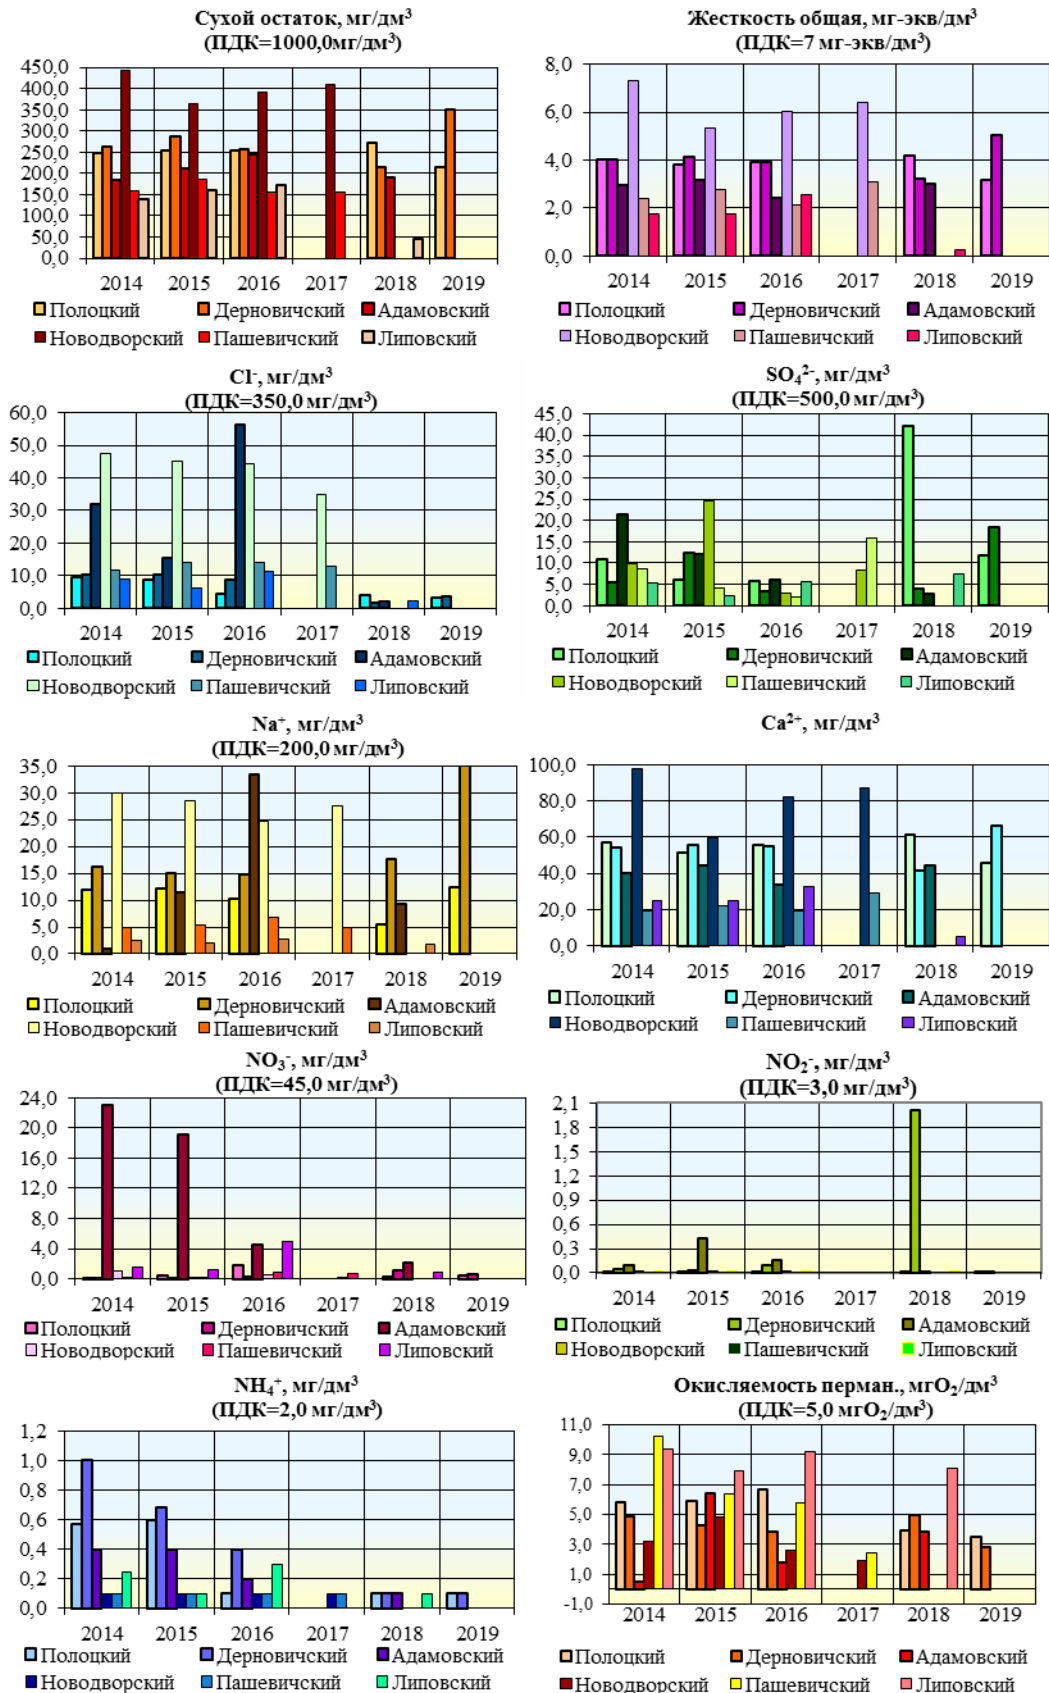 Сухой остаток, мг/дм³
(ПДК=1000,0мг/дм³)
450,0
400,0
350,0
300,0
250,0
200,0
150,0
100,0
50,0
0,0
2014 2015 2016 2017 2018 2019
Полоцкий Дерновичский Адамовский
Новодворский Пашевичский Липовский
Жесткость общая, мг-экв/дм³
(ПДК=7 мг-экв/дм³)
8,0
6,0
4,0
2,0
0,0
2014 2015 2016 2017 2018 2019
Полоцкий Дерновичский Адамовский
Новодворский Пашевичский Липовский
Cl⁻, мг/дм³
(ПДК=350,0 мг/дм³)
60,0
50,0
40,0
30,0
20,0
10,0
0,0
2014 2015 2016 2017 2018 2019
Полоцкий Дерновичский Адамовский
Новодворский Пашевичский Липовский
SO₄²⁻, мг/дм³
(ПДК=500,0 мг/дм³)
45,0
40,0
35,0
30,0
25,0
20,0
15,0
10,0
5,0
0,0
2014 2015 2016 2017 2018 2019
Полоцкий Дерновичский Адамовский
Новодворский Пашевичский Липовский
Na⁺, мг/дм³
(ПДК=200,0 мг/дм³)
35,0
30,0
25,0
20,0
15,0
10,0
5,0
0,0
2014 2015 2016 2017 2018 2019
Полоцкий Дерновичский Адамовский
Новодворский Пашевичский Липовский
Ca²⁺, мг/дм³
100,0
80,0
60,0
40,0
20,0
0,0
2014 2015 2016 2017 2018 2019
Полоцкий Дерновичский Адамовский
Новодворский Пашевичский Липовский
NO₃⁻, мг/дм³
(ПДК=45,0 мг/дм³)
24,0
20,0
16,0
12,0
8,0
4,0
0,0
2014 2015 2016 2017 2018 2019
Полоцкий Дерновичский Адамовский
Новодворский Пашевичский Липовский
NO₂⁻, мг/дм³
(ПДК=3,0 мг/дм³)
2,1
1,8
1,5
1,2
0,9
0,6
0,3
0,0
2014 2015 2016 2017 2018 2019
Полоцкий Дерновичский Адамовский
Новодворский Пашевичский Липовский
NH₄⁺, мг/дм³
(ПДК=2,0 мг/дм³)
1,2
1,0
0,8
0,6
0,4
0,2
0,0
2014 2015 2016 2017 2018 2019
Полоцкий Дерновичский Адамовский
Новодворский Пашевичский Липовский
Окисляемость перман., мгО₂/дм³
(ПДК=5,0 мгО₂/дм³)
11,0
9,0
7,0
5,0
3,0
1,0
-1,0
2014 2015 2016 2017 2018 2019
Полоцкий Дерновичский Адамовский
Новодворский Пашевичский Липовский